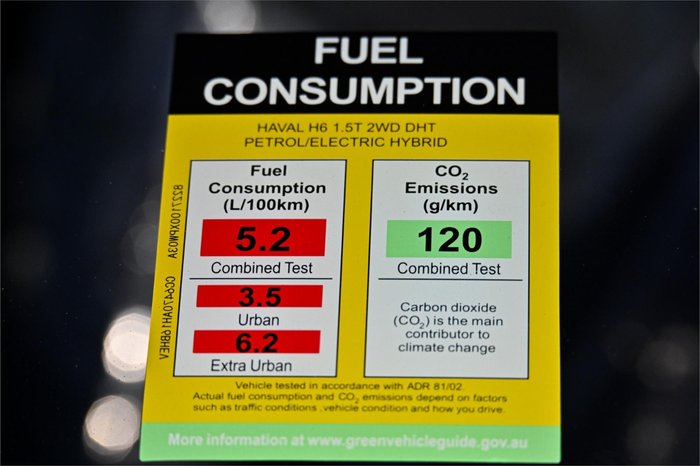 FUEL
CONSUMPTION
HAVAL H6 1.5T 2WD DHT
PETROL/ELECTRIC HYBRID
Fuel
Consumption
(L/100km)
5.2
Combined Test
3.5
Urban
6.2
Extra Urban
CO₂
Emissions
(g/km)
120
Combined Test
Carbon dioxide
(CO₂) is the main
contributor to
climate change
Vehicle tested in accordance with ADR 81/02.
Actual fuel consumption and CO₂ emissions depend on factors
such as traffic conditions ,vehicle condition and how you drive.
More information at www.greenvehicleguide.gov.au